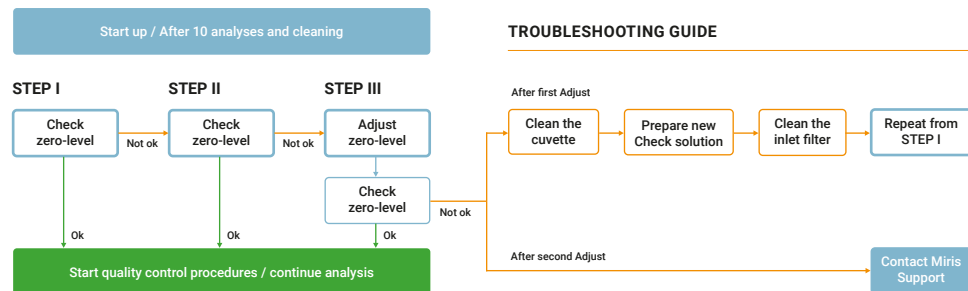 Start up / After 10 analyses and cleaning
TROUBLESHOOTING GUIDE
STEP I
STEP II
STEP III
After first Adjust
Check
zero-level
Not ok
Check
zero-level
Not ok
Adjust
zero-level
Clean the
cuvette
Prepare new
Check solution
Clean the
inlet filter
Repeat from
STEP I
Check
zero-level
Not ok
Ok
Ok
Ok
After second Adjust
Start quality control procedures / continue analysis
Contact Miris
Support